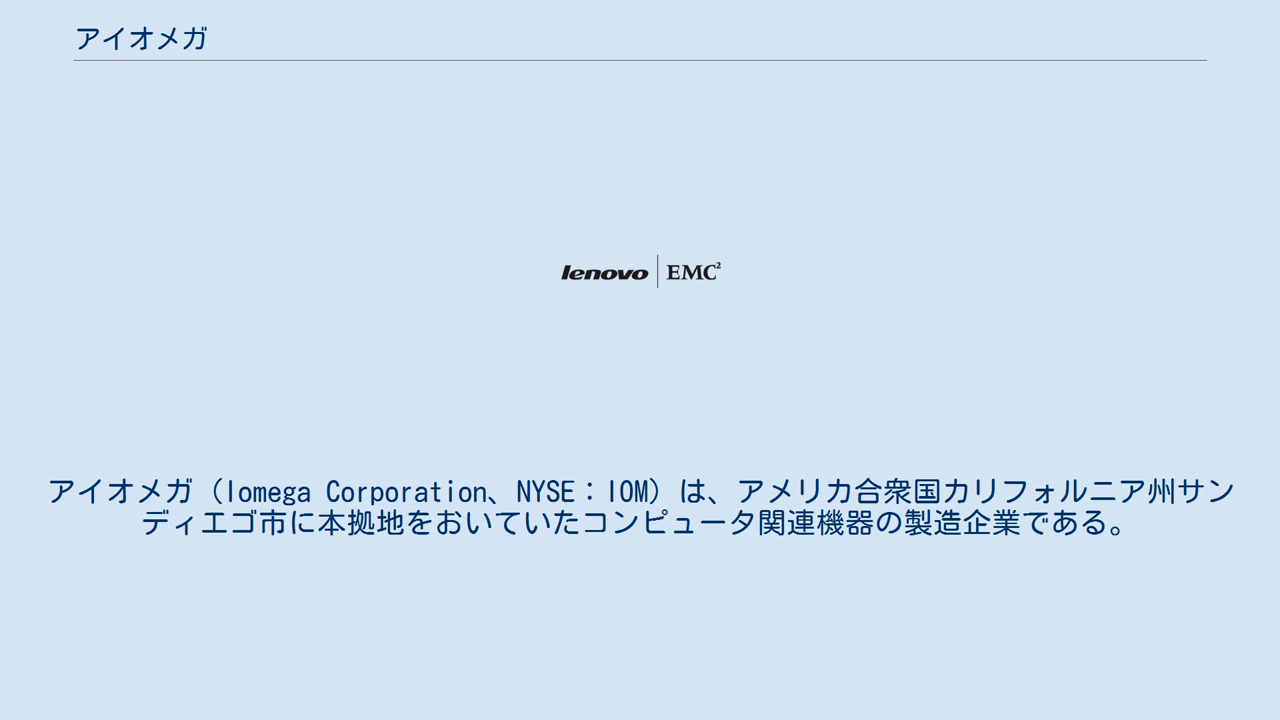 アイオメガ
lenovo EMC²
アイオメガ（Iomega Corporation、NYSE：IOM）は、アメリカ合衆国カリフォルニア州サン
ディエゴ市に本拠地をおいていたコンピュータ関連機器の製造企業である。